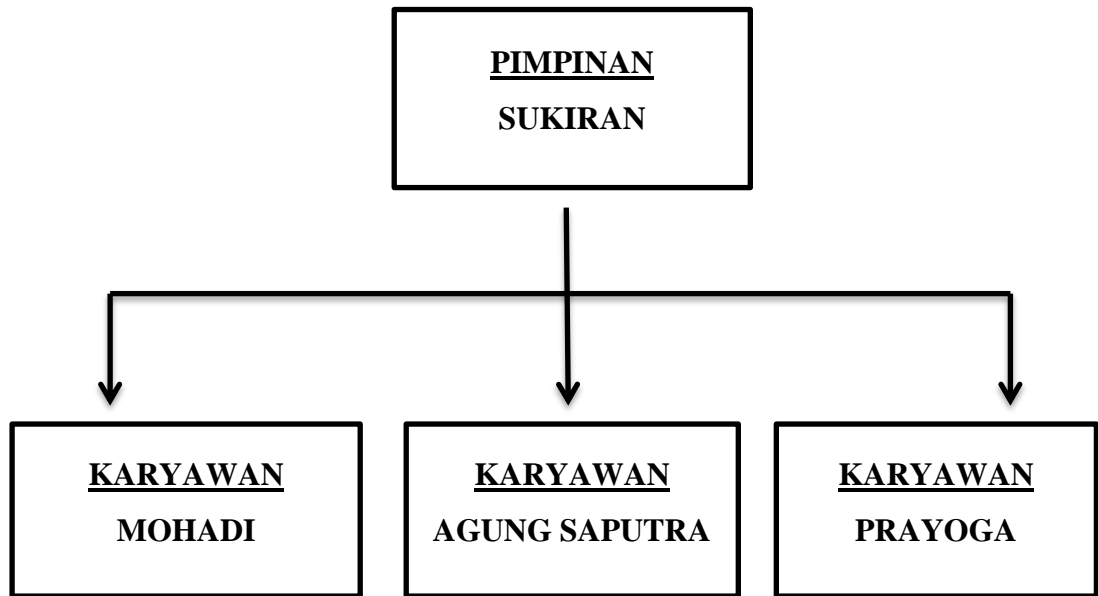 PIMPINAN
SUKIRAN
KARYAWAN
MOHADI
KARYAWAN
AGUNG SAPUTRA
KARYAWAN
PRAYOGA